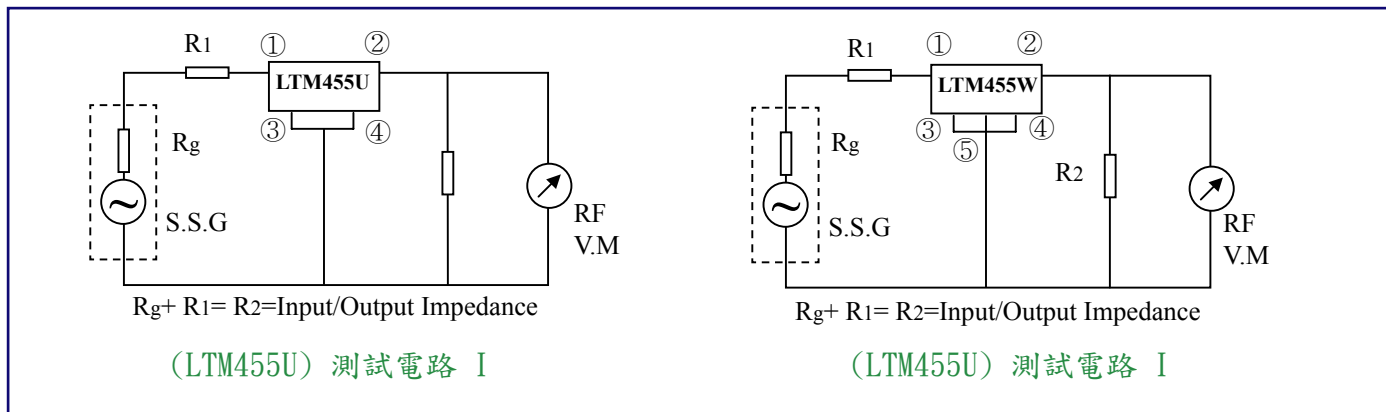 R1
①
②
LTM455U
③
④
Rg
S.S.G
RF
V.M
Rg+ R1= R2=Input/Output Impedance
(LTM455U) 測試電路 I
R1
①
②
LTM455W
③
④
⑤
Rg
R2
S.S.G
RF
V.M
Rg+ R1= R2=Input/Output Impedance
(LTM455U) 測試電路 I